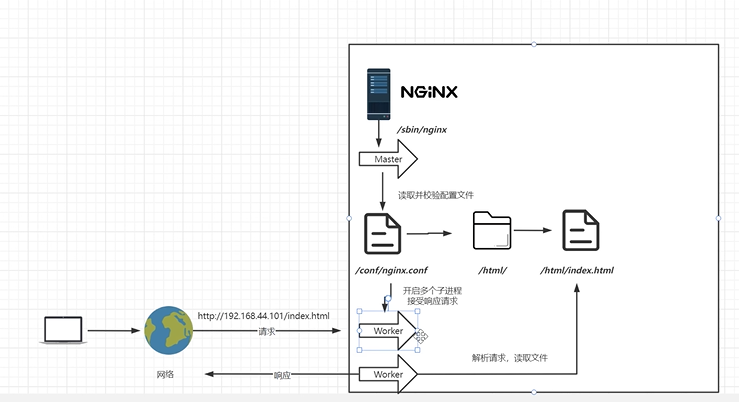 NGINX
/sbin/nginx
Master
读取并校验配置文件
/conf/nginx.conf
/html/
/html/index.html
开启多个子进程
接受响应请求
http://192.168.44.101/index.html
请求
Worker
网络
响应
Worker
解析请求，读取文件